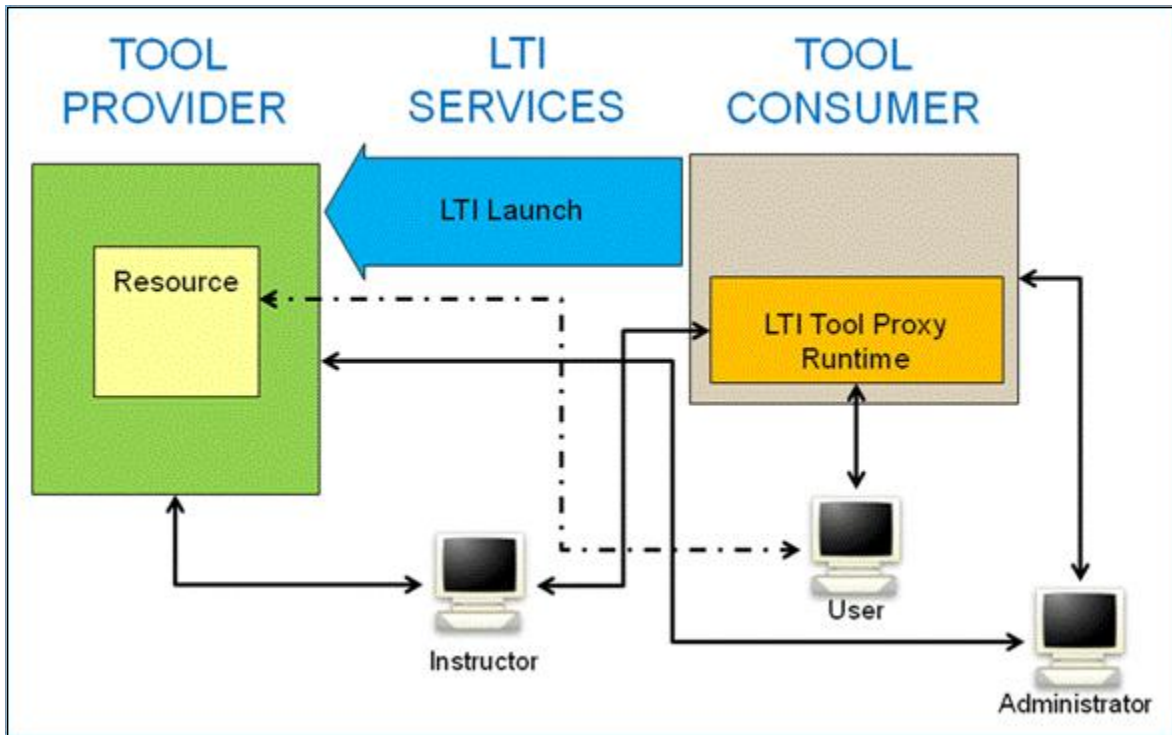 TOOL
PROVIDER
LTI
SERVICES
TOOL
CONSUMER
LTI Launch
Resource
LTI Tool Proxy
Runtime
User
Instructor
Administrator